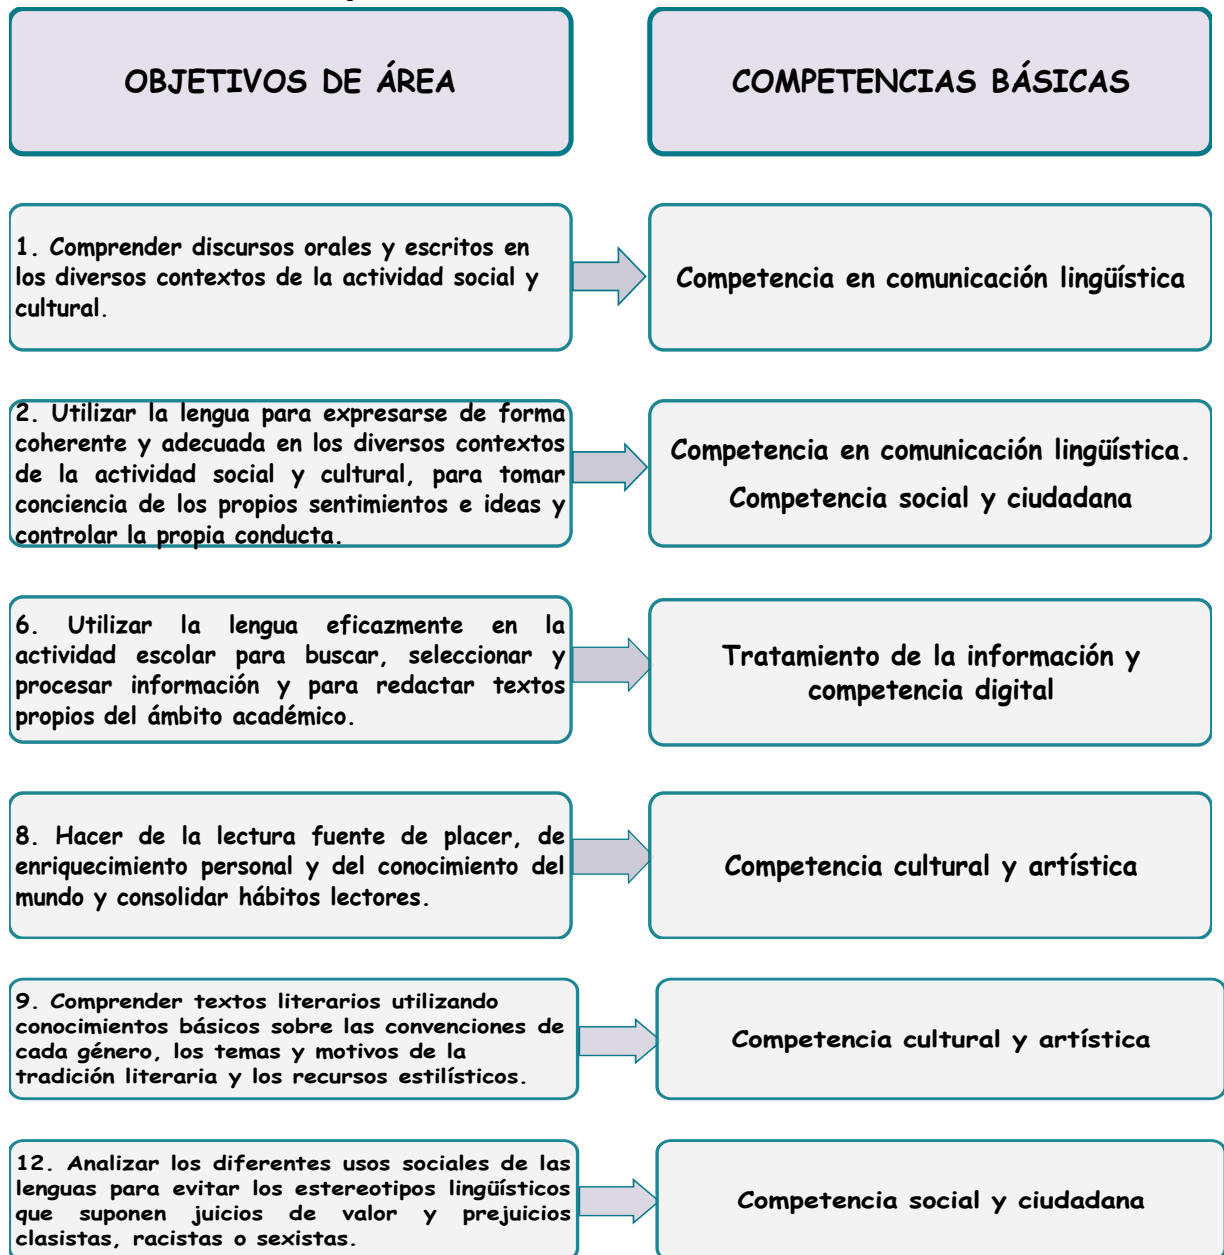 OBJETIVOS DE ÁREA
COMPETENCIAS BÁSICAS
1. Comprender discursos orales y escritos en
los diversos contextos de la actividad social y
cultural.
Competencia en comunicación lingüística
2. Utilizar la lengua para expresarse de forma
coherente y adecuada en los diversos contextos
de la actividad social y cultural, para tomar
conciencia de los propios sentimientos e ideas y
controlar la propia conducta.
Competencia en comunicación lingüística.
Competencia social y ciudadana
6. Utilizar la lengua eficazmente en la
actividad escolar para buscar, seleccionar y
procesar información y para redactar textos
propios del ámbito académico.
Tratamiento de la información y
competencia digital
8. Hacer de la lectura fuente de placer, de
enriquecimiento personal y del conocimiento del
mundo y consolidar hábitos lectores.
Competencia cultural y artística
9. Comprender textos literarios utilizando
conocimientos básicos sobre las convenciones de
cada género, los temas y motivos de la
tradición literaria y los recursos estilísticos.
Competencia cultural y artística
12. Analizar los diferentes usos sociales de las
lenguas para evitar los estereotipos lingüísticos
que suponen juicios de valor y prejuicios
clasistas, racistas o sexistas.
Competencia social y ciudadana